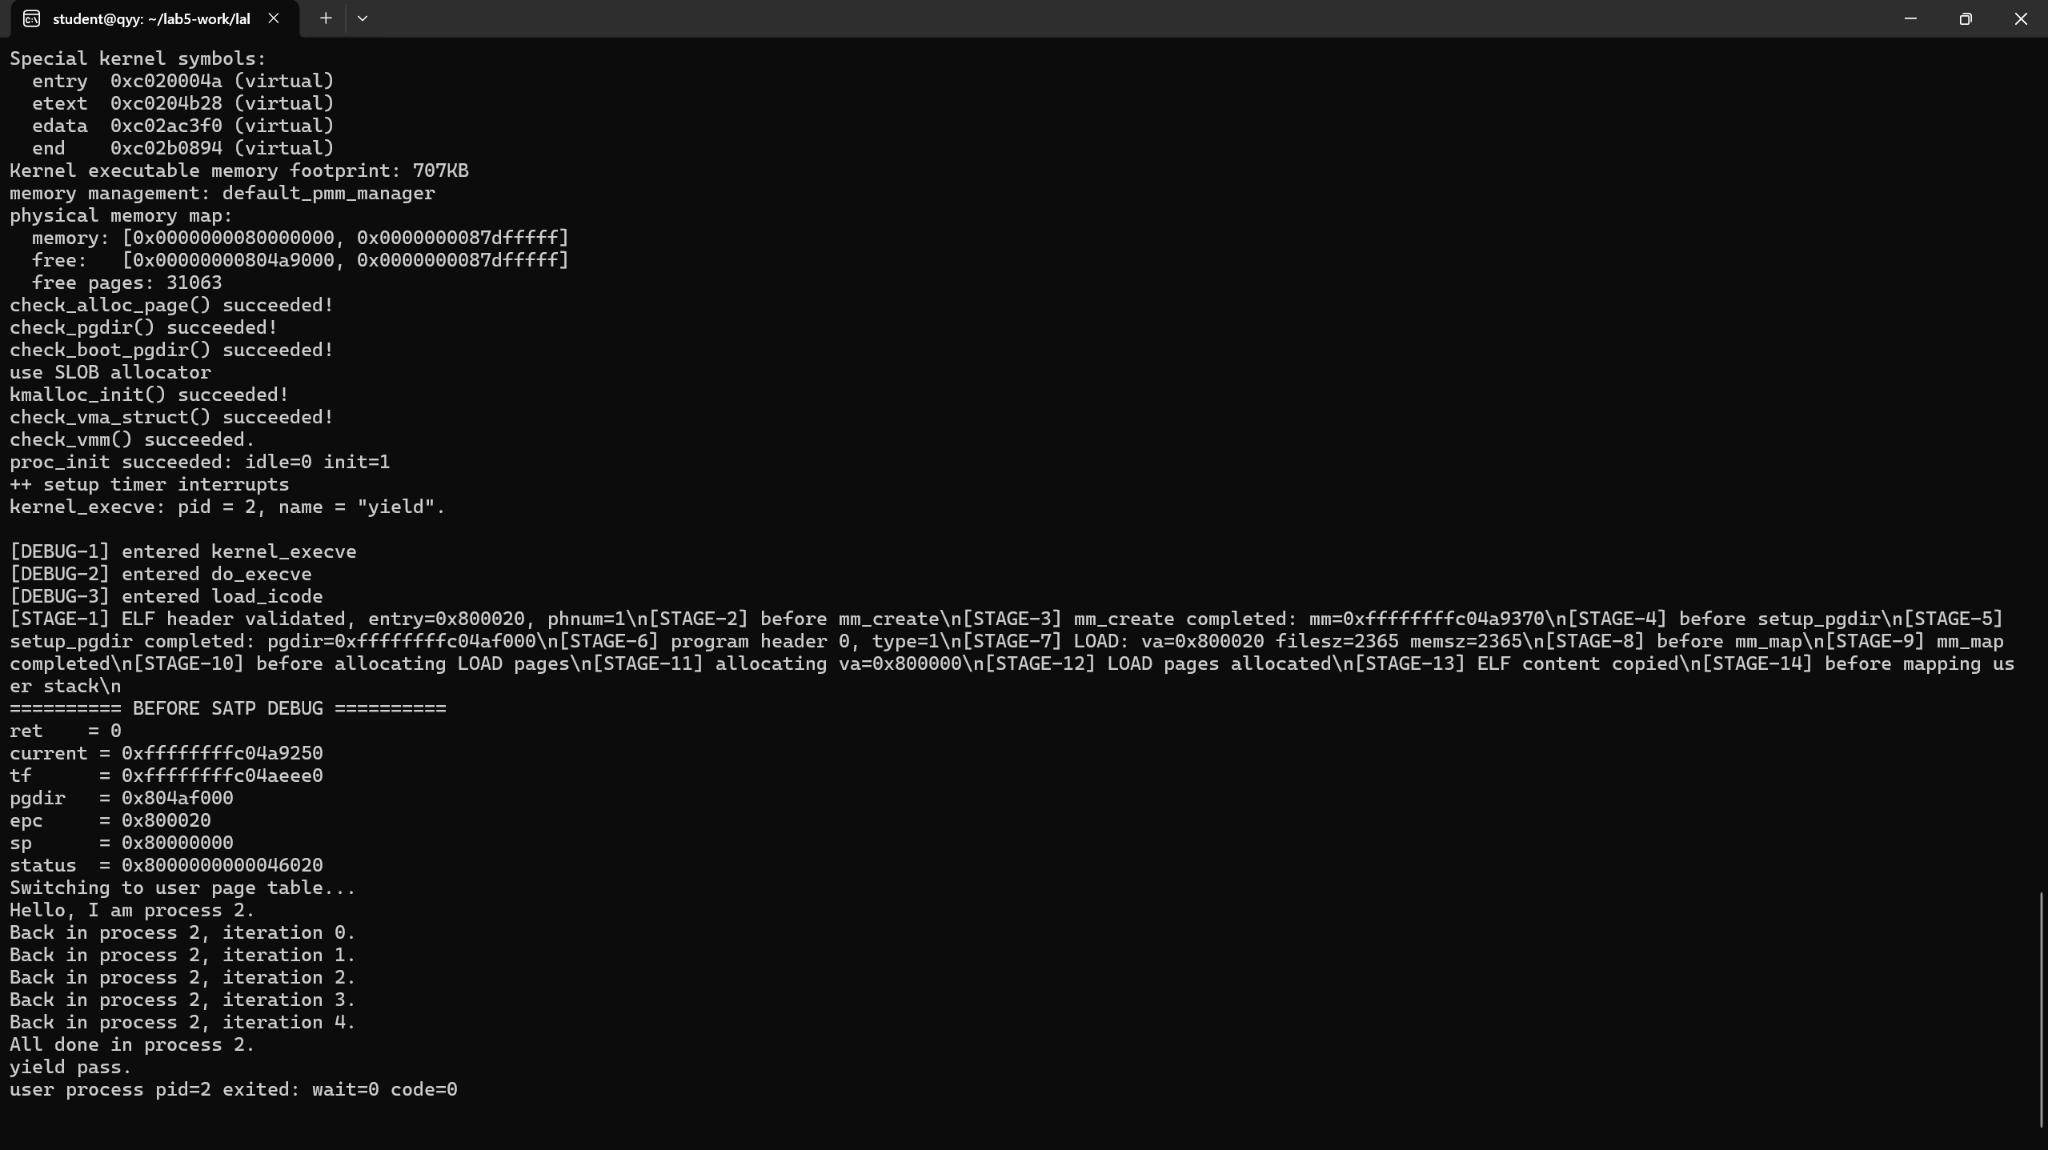 student@qyy: ~/lab5-work/lal
Special kernel symbols:
  entry  0xc020004a (virtual)
  etext  0xc0204b28 (virtual)
  edata  0xc02ac3f0 (virtual)
  end    0xc02b0894 (virtual)
Kernel executable memory footprint: 707KB
memory management: default_pmm_manager
physical memory map:
  memory: [0x0000000080000000, 0x0000000087dfffff]
  free:   [0x00000000804a9000, 0x0000000087dfffff]
  free pages: 31063
check_alloc_page() succeeded!
check_pgdir() succeeded!
check_boot_pgdir() succeeded!
use SLOB allocator
kmalloc_init() succeeded!
check_vma_struct() succeeded!
check_vmm() succeeded.
proc_init succeeded: idle=0 init=1
++ setup timer interrupts
kernel_execve: pid = 2, name = "yield".
[DEBUG-1] entered kernel_execve
[DEBUG-2] entered do_execve
[DEBUG-3] entered load_icode
[STAGE-1] ELF header validated, entry=0x800020, phnum=1\n[STAGE-2] before mm_create\n[STAGE-3] mm_create completed: mm=0xffffffffc04a9370\n[STAGE-4] before setup_pgdir\n[STAGE-5]
setup_pgdir completed: pgdir=0xffffffffc04af000\n[STAGE-6] program header 0, type=1\n[STAGE-7] LOAD: va=0x800020 filesz=2365 memsz=2365\n[STAGE-8] before mm_map\n[STAGE-9] mm_map
completed\n[STAGE-10] before allocating LOAD pages\n[STAGE-11] allocating va=0x800000\n[STAGE-12] LOAD pages allocated\n[STAGE-13] ELF content copied\n[STAGE-14] before mapping us
er stack\n
========== BEFORE SATP DEBUG ==========
ret    = 0
current = 0xffffffffc04a9250
tf      = 0xffffffffc04aeee0
pgdir   = 0x804af000
epc     = 0x800020
sp      = 0x80000000
status  = 0x8000000000046020
Switching to user page table...
Hello, I am process 2.
Back in process 2, iteration 0.
Back in process 2, iteration 1.
Back in process 2, iteration 2.
Back in process 2, iteration 3.
Back in process 2, iteration 4.
All done in process 2.
yield pass.
user process pid=2 exited: wait=0 code=0